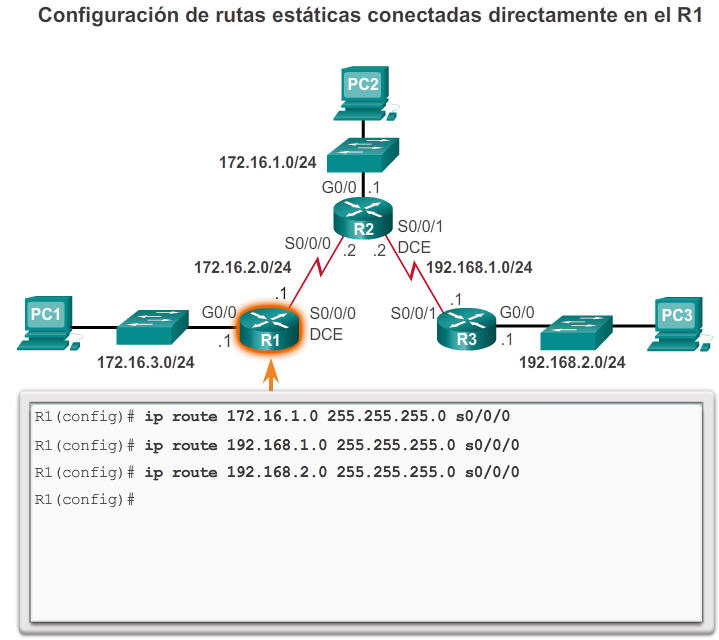 Configuración de rutas estáticas conectadas directamente en el R1
PC2
172.16.1.0/24
G0/0 .1
R2
S0/0/1
DCE
S0/0/0
.2 .2
172.16.2.0/24
192.168.1.0/24
.1
.1
PC1
G0/0
S0/0/0
DCE
S0/0/1
G0/0
PC3
R1
.1
R3
.1
172.16.3.0/24
192.168.2.0/24
R1(config)# ip route 172.16.1.0 255.255.255.0 s0/0/0
R1(config)# ip route 192.168.1.0 255.255.255.0 s0/0/0
R1(config)# ip route 192.168.2.0 255.255.255.0 s0/0/0
R1(config)#